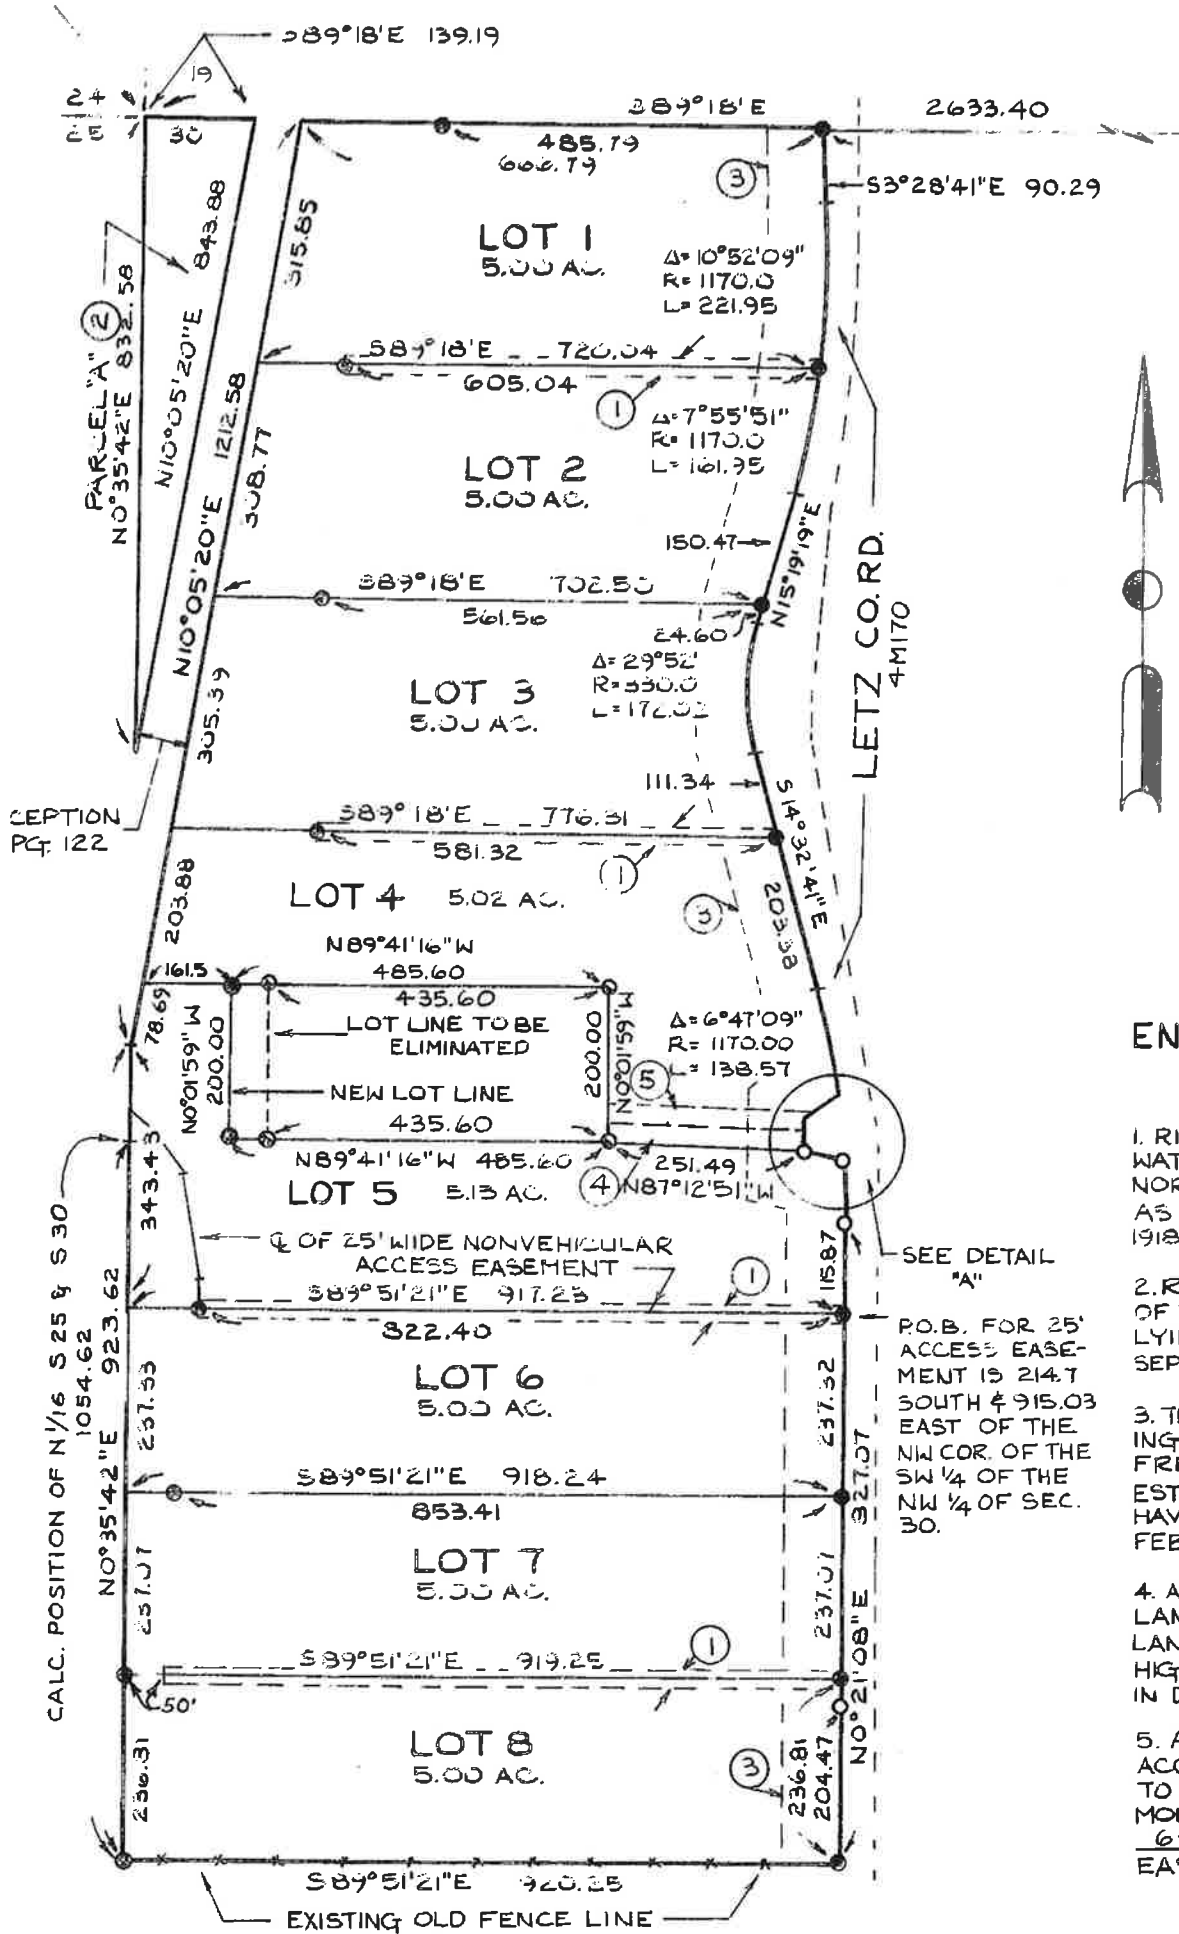 S89°18'E 139.19
19
24
25
30
S89°18'E
2633.40
485.79
666.79
3
S3°28'41"E 90.29
843.88
315.85
LOT 1
5.00 AC.
Δ=10°52'09"
R=1170.0
L=221.95
PARCEL "A" 2
N0°35'42"E 832.58
N10°05'20"E
S89°18'E 720.04
605.04
1
N10°05'20"E 1212.58
308.77
Δ=7°55'51"
R=1170.0
L=161.95
LOT 2
5.00 AC.
150.47
N15°19'19"E
LETZ CO. RD.
4M170
S89°18'E 702.50
561.56
24.60
Δ=29°52'
R=330.0
L=172.02
LOT 3
5.00 AC.
305.39
111.34
S14°32'41"E
CEPTION
PG. 122
S89°18'E 776.31
581.32
1
LOT 4 5.02 AC.
3
203.88
203.38
N89°41'16"W
161.5
485.60
435.60
78.69
N0°01'59"W
200.00
LOT LINE TO BE
ELIMINATED
200.00
N0°01'59"W
Δ=6°47'09"
R=1170.00
L=138.57
5
NEW LOT LINE
435.60
N89°41'16"W 485.60
251.49
N87°12'51"W
4
LOT 5 5.13 AC.
343.43
℄ OF 25' WIDE NONVEHICULAR
ACCESS EASEMENT
1
115.87
SEE DETAIL
"A"
S89°51'21"E 917.23
822.40
P.O.B. FOR 25'
ACCESS EASE-
MENT IS 214.7
SOUTH & 915.03
EAST OF THE
NW COR. OF THE
SW 1/4 OF THE
NW 1/4 OF SEC.
30.
CALC. POSITION OF N 1/16 S 25 & S 30
1054.62
N0°35'42"E 923.62
237.33
LOT 6
5.00 AC.
237.32
S89°51'21"E 918.24
853.41
327.07
237.07
LOT 7
5.00 AC.
237.07
N0°21'08"E
S89°51'21"E 919.25
1
50'
LOT 8
5.00 AC.
236.31
3
236.81
204.47
S89°51'21"E 920.25
EXISTING OLD FENCE LINE
EN
1. RI
WAT
NOR
AS
1918
2. R
OF
LYI
SEP
3. T
ING
FRE
EST
HAV
FEE
4. A
LAN
LAN
HIG
IN D
5. A
ACC
TO
MO
6
EA